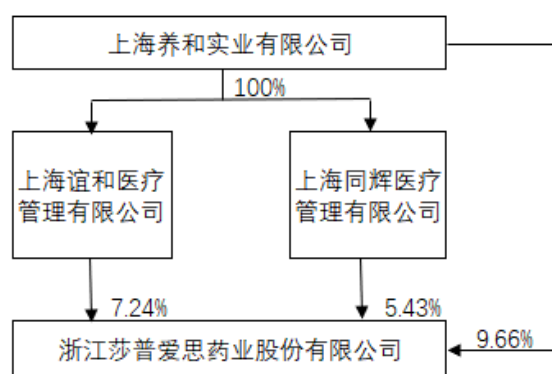 上海养和实业有限公司
100%
上海谊和医疗
管理有限公司
上海同辉医疗
管理有限公司
7.24%
5.43%
9.66%
浙江莎普爱思药业股份有限公司